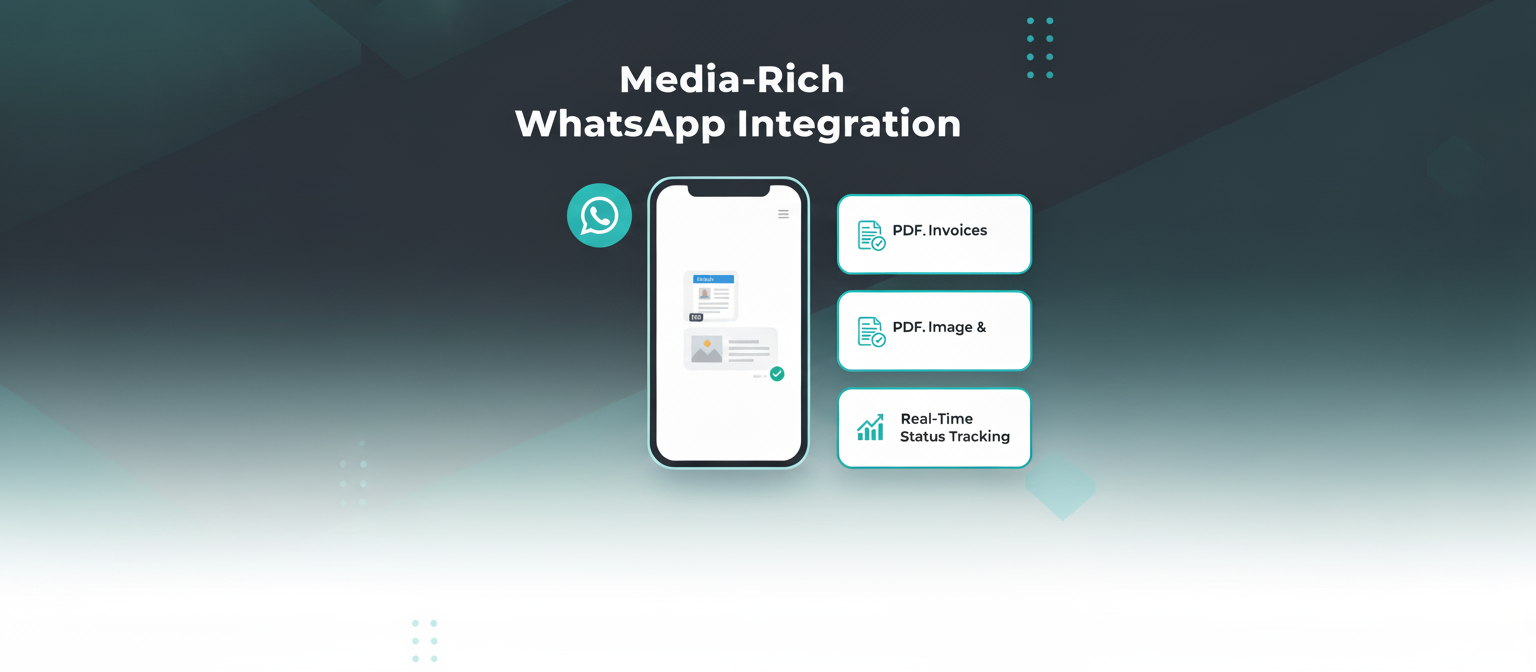 Media-Rich
WhatsApp Integration
PDF. Invoices
PDF. Image &
Real-Time
Status Tracking